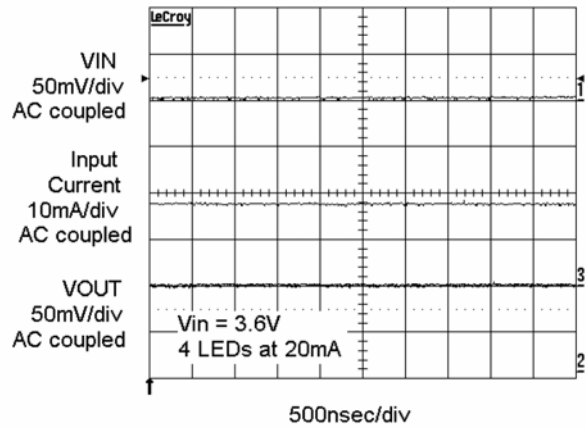 LeCroy
VIN
50mV/div
AC coupled
1
Input
Current
10mA/div
AC coupled
3
VOUT
50mV/div
AC coupled
Vin = 3.6V
4 LEDs at 20mA
2
500nsec/div